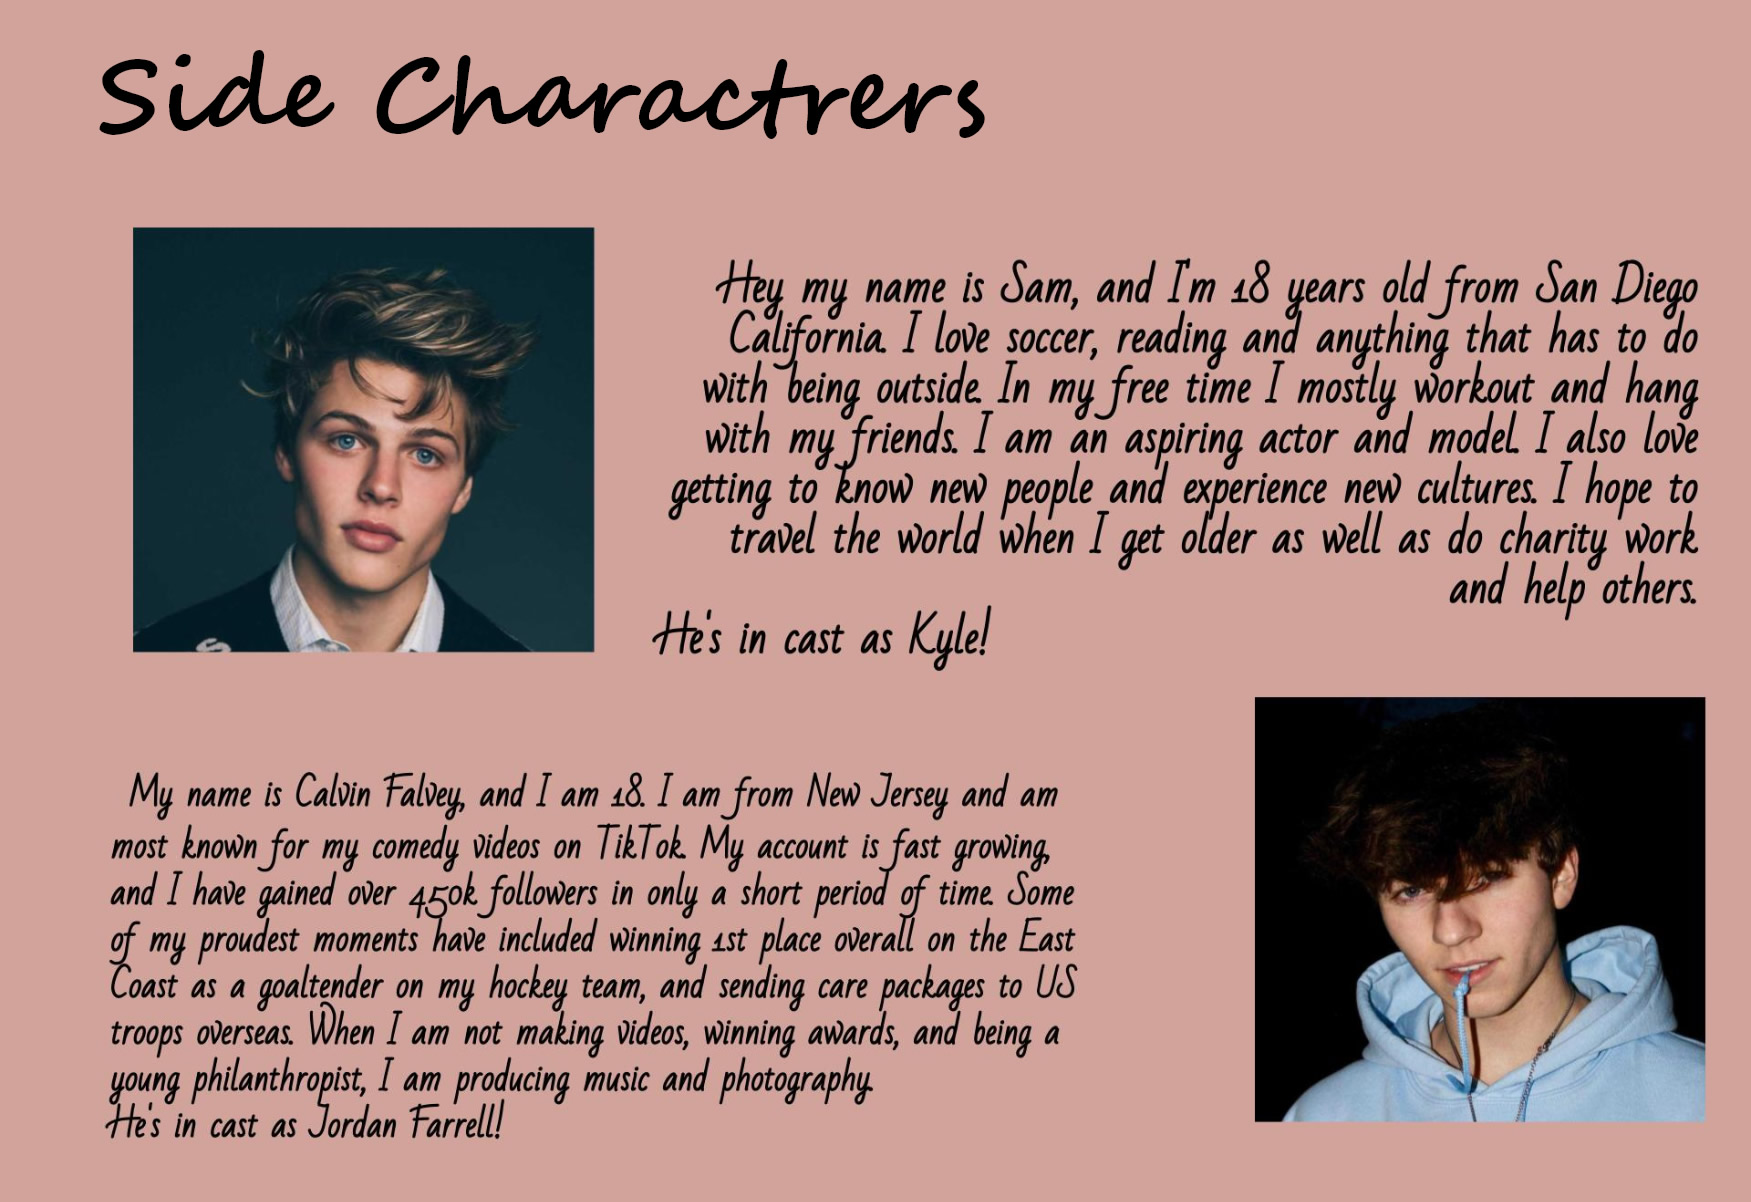 Side Charactrers
Hey my name is Sam, and I'm 18 years old from San Diego
California. I love soccer, reading and anything that has to do
with being outside. In my free time I mostly workout and hang
with my friends. I am an aspiring actor and model. I also love
getting to know new people and experience new cultures. I hope to
travel the world when I get older as well as do charity work
and help others.
He's in cast as Kyle!
My name is Calvin Falvey, and I am 18. I am from New Jersey and am
most known for my comedy videos on TikTok. My account is fast growing,
and I have gained over 450k followers in only a short period of time. Some
of my proudest moments have included winning 1st place overall on the East
Coast as a goaltender on my hockey team, and sending care packages to US
troops overseas. When I am not making videos, winning awards, and being a
young philanthropist, I am producing music and photography.
He's in cast as Jordan Farrell!